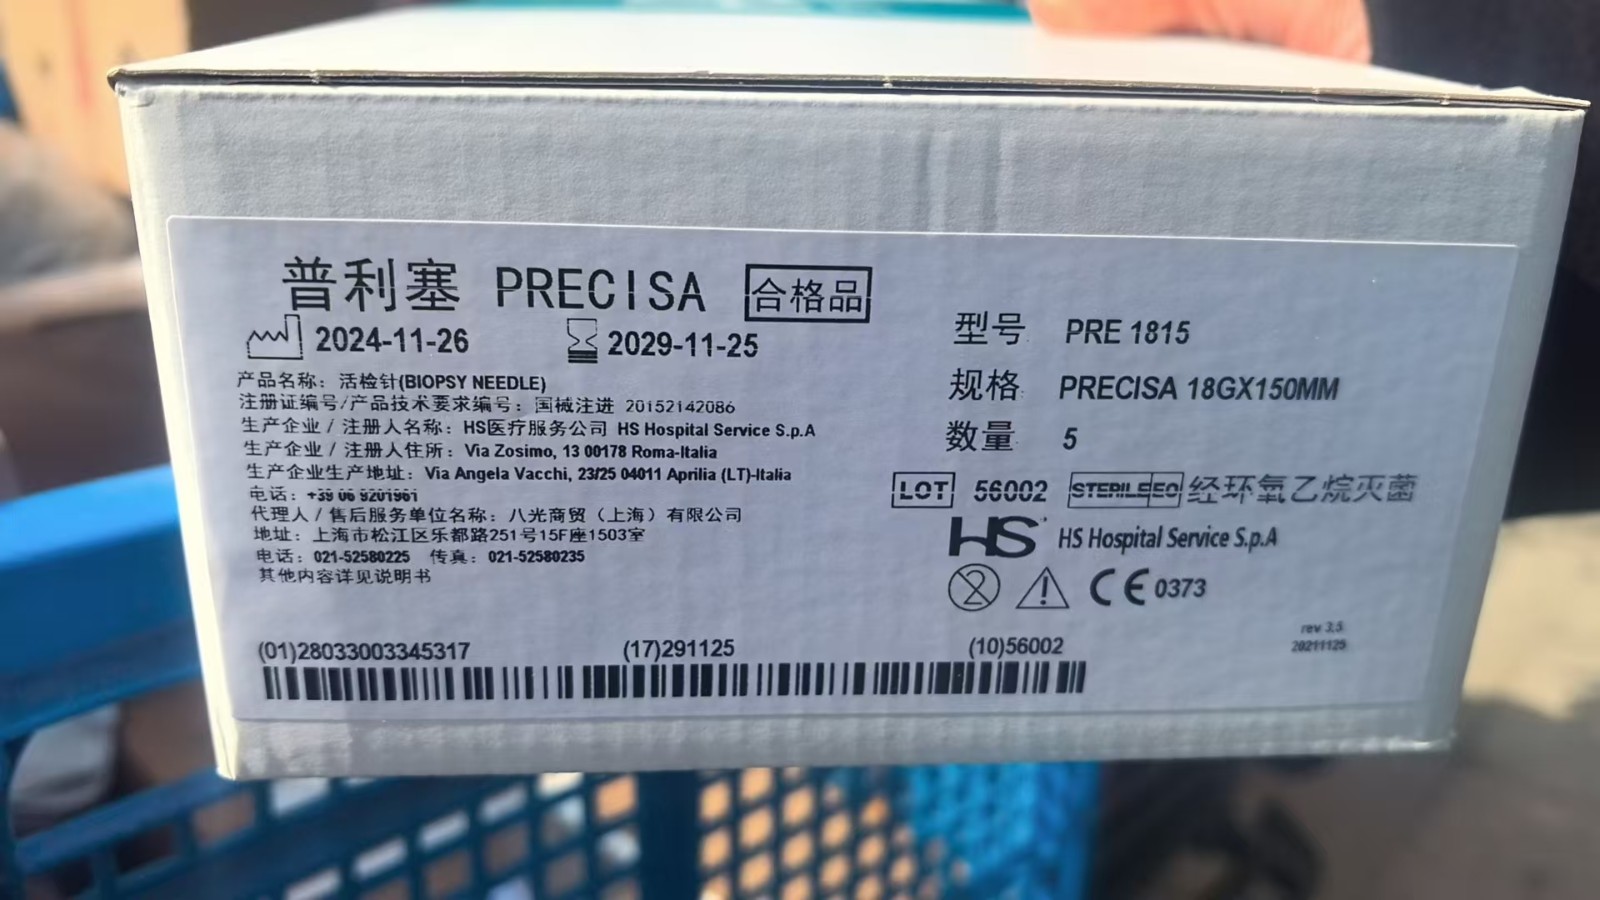 普利塞 PRECISA 合格品
2024-11-26 2029-11-25
产品名称：活检针(BIOPSY NEEDLE)
注册证编号/产品技术要求编号：国械注进 20152142086
生产企业 / 注册人名称：HS医疗服务公司 HS Hospital Service S.p.A
生产企业 / 注册人住所：Via Zosimo, 13 00178 Roma-Italia
生产企业生产地址：Via Angela Vacchi, 23/25 04011 Aprilia (LT)-Italia
电话：+39 06 9201961
代理人 / 售后服务单位名称：八光商贸（上海）有限公司
地址：上海市松江区乐都路251号15F座1503室
电话：021-52580225 传真：021-52580235
其他内容详见说明书
型号 PRE 1815
规格 PRECISA 18GX150MM
数量 5
LOT 56002 STERILE EO 经环氧乙烷灭菌
HS HS Hospital Service S.p.A
2 ! CE 0373
rev 3.5
20211125
(01)28033003345317 (17)291125 (10)56002